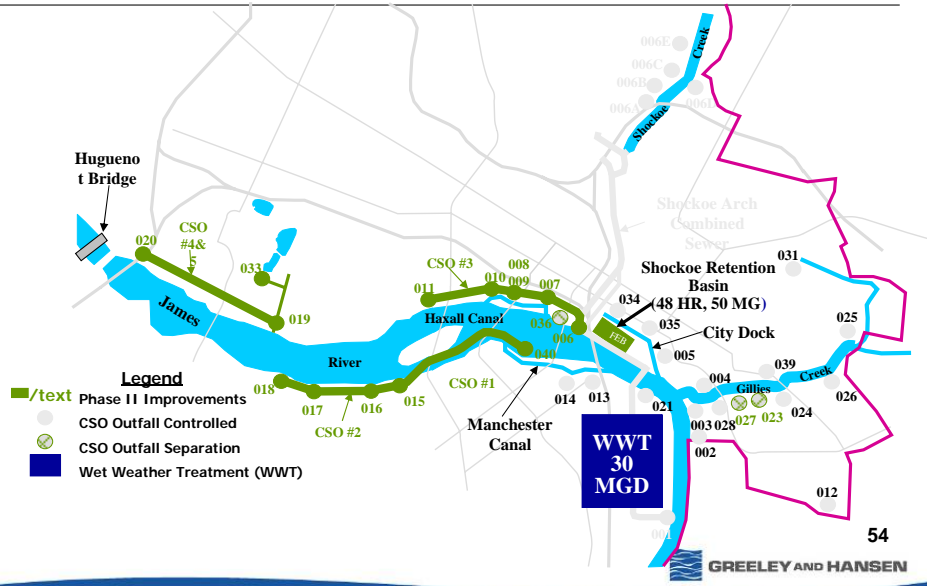 006E
Creek
006C
006B
006A
Shockoe
Hugueno
t Bridge
Shockoe Arch
Combined
Sewer
CSO
#4&
5
020
033
019
James
River
CSO #3
011
010
008
009
007
036
006
Haxall Canal
Shockoe Retention
Basin
(48 HR, 50 MG)
FEB
031
034
035
City Dock
005
025
040
018
017
016
015
CSO #2
CSO #1
Manchester
Canal
014
013
021
004
Gillies
Creek
039
003
028
027
023
024
026
002
012
001
WWT
30
MGD
Legend
/text Phase II Improvements
CSO Outfall Controlled
CSO Outfall Separation
Wet Weather Treatment (WWT)
54
GREELEY AND HANSEN